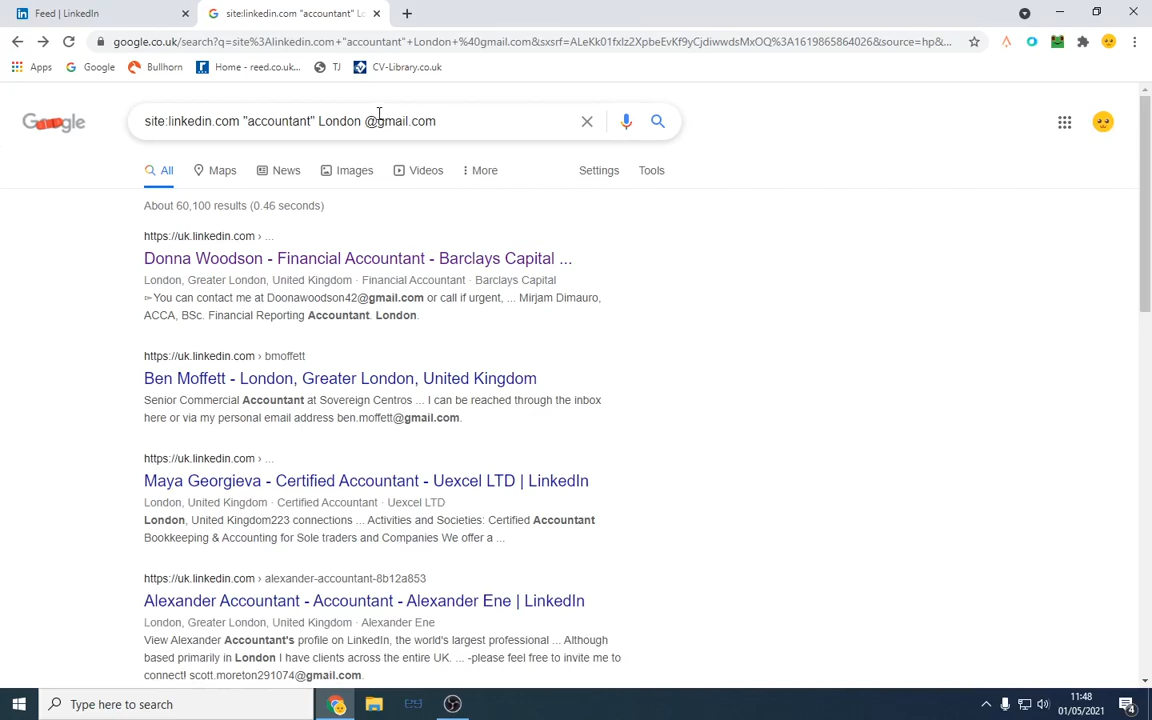 Feed | LinkedIn
site:linkedin.com "accountant" Lo
google.co.uk/search?q=site%3Alinkedin.com+"accountant"+London+%40gmail.com&sxsrf=ALeKk01fxlz2XpbeEvKf9yCjdiwwdsMxOQ%3A1619865864026&source=hp&...
Apps Google Bullhorn Home - reed.co.uk... TJ CV-Library.co.uk
Google
site:linkedin.com "accountant" London @gmail.com
All Maps News Images Videos More Settings Tools
About 60,100 results (0.46 seconds)
https://uk.linkedin.com › ...
Donna Woodson - Financial Accountant - Barclays Capital ...
London, Greater London, United Kingdom · Financial Accountant · Barclays Capital
▻You can contact me at Doonawoodson42@gmail.com or call if urgent, ... Mirjam Dimauro,
ACCA, BSc. Financial Reporting Accountant. London.
https://uk.linkedin.com › bmoffett
Ben Moffett - London, Greater London, United Kingdom
Senior Commercial Accountant at Sovereign Centros ... I can be reached through the inbox
here or via my personal email address ben.moffett@gmail.com.
https://uk.linkedin.com › ...
Maya Georgieva - Certified Accountant - Uexcel LTD | LinkedIn
London, United Kingdom · Certified Accountant · Uexcel LTD
London, United Kingdom223 connections ... Activities and Societies: Certified Accountant
Bookkeeping & Accounting for Sole traders and Companies We offer a ...
https://uk.linkedin.com › alexander-accountant-8b12a853
Alexander Accountant - Accountant - Alexander Ene | LinkedIn
London, Greater London, United Kingdom · Alexander Ene
View Alexander Accountant's profile on LinkedIn, the world's largest professional ... Although
based primarily in London I have clients across the entire UK. ... -please feel free to invite me to
connect! scott.moreton291074@gmail.com.
Type here to search
11:48
01/05/2021
4